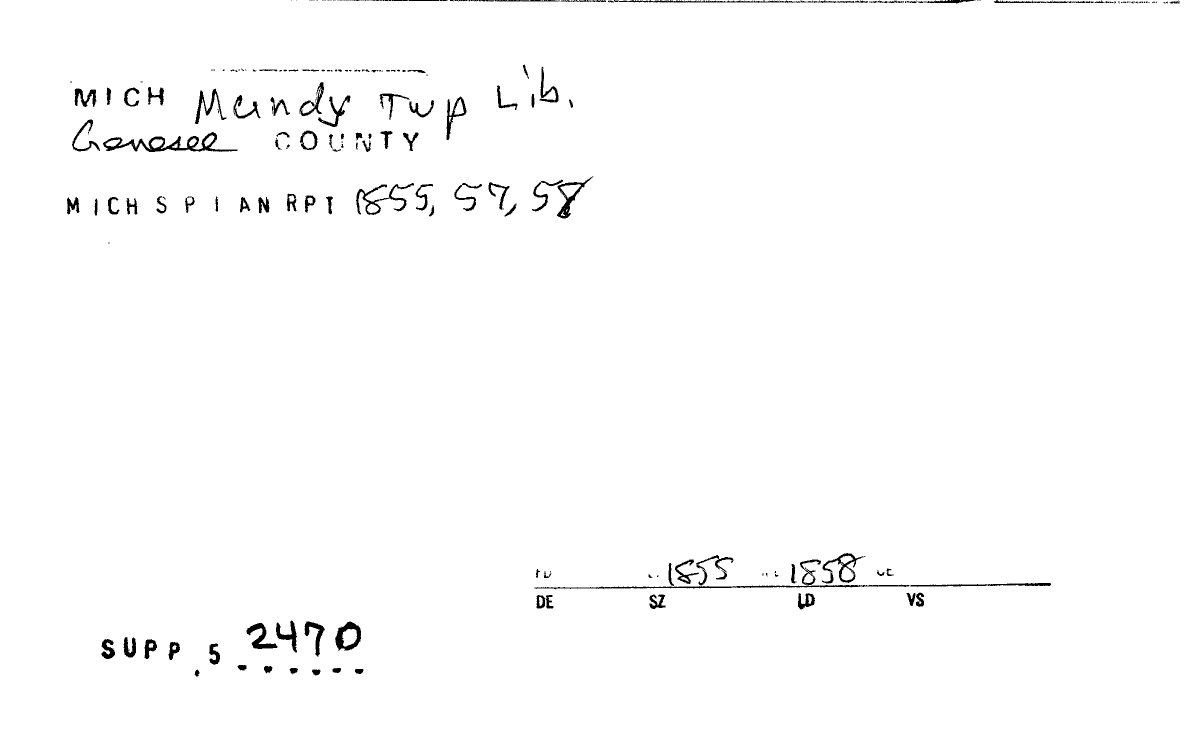 MICH Mundy Twp Lib.
Genesee COUNTY
MICH S P I AN RPT 1855, 57, 58
1855 1858
DE SZ LD VS
SUPP. 5 2470